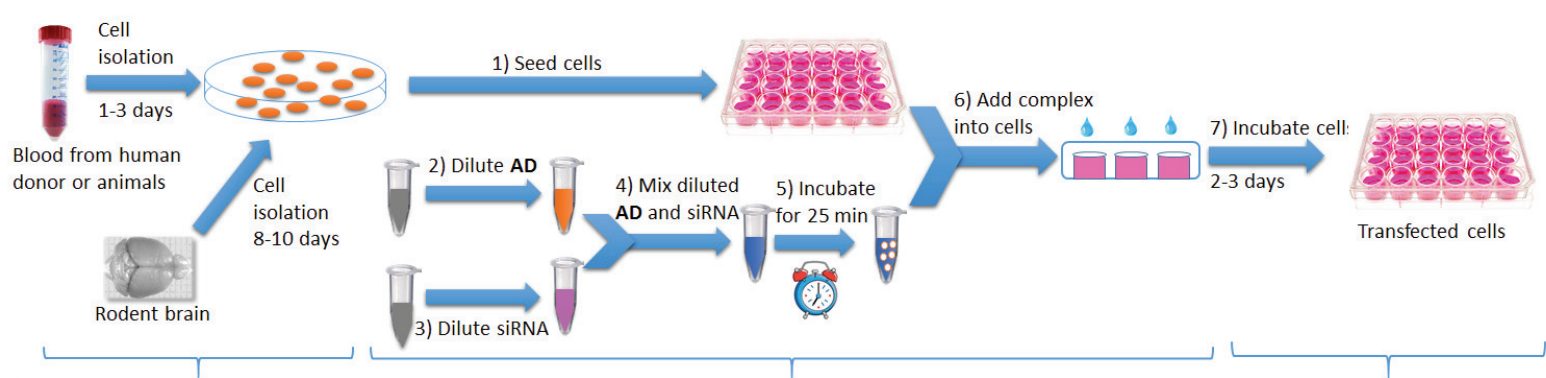 Cell
isolation
1-3 days
Blood from human
donor or animals
Cell
isolation
8-10 days
Rodent brain
1) Seed cells
2) Dilute AD
3) Dilute siRNA
4) Mix diluted
AD and siRNA
5) Incubate
for 25 min
6) Add complex
into cells
7) Incubate cells
2-3 days
Transfected cells